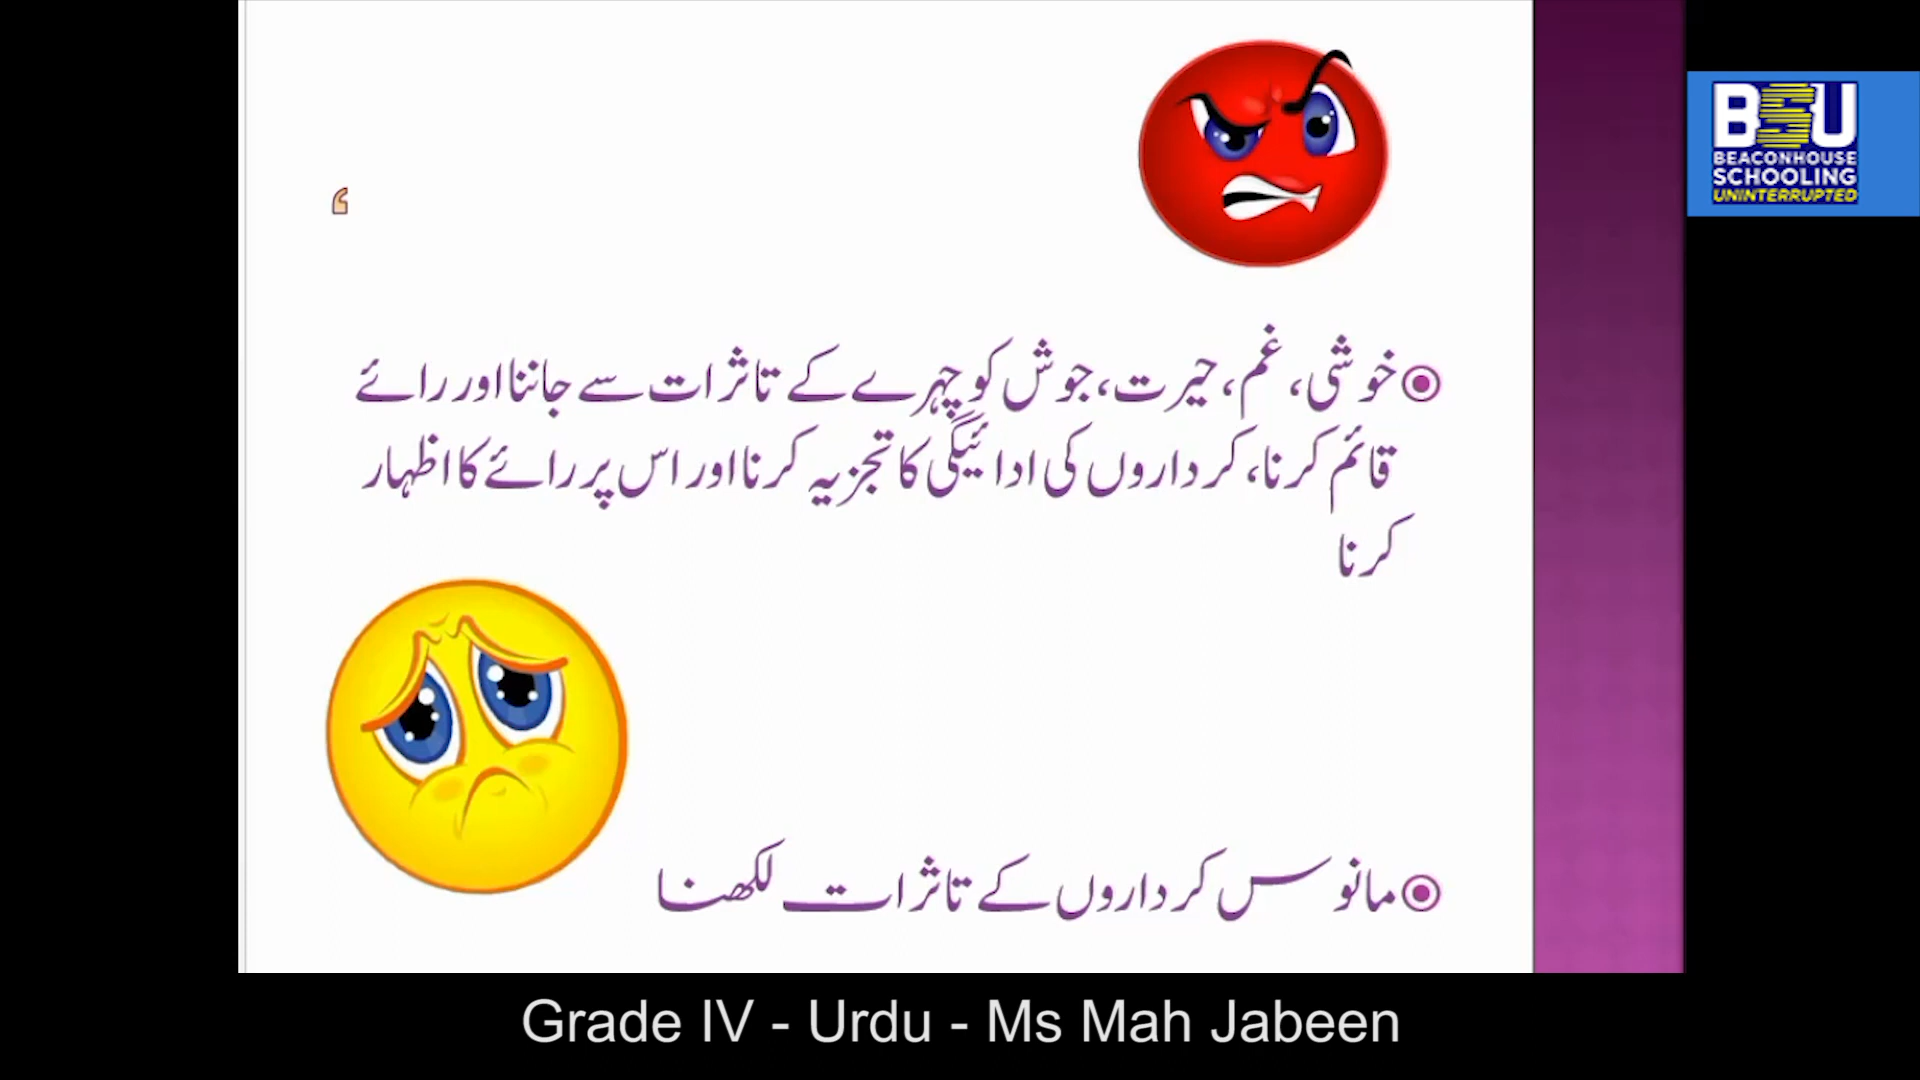 BSU
BEACONHOUSE
SCHOOLING
UNINTERRUPTED
‘
خوشی، غم، حیرت، جوش کو چہرے کے تاثرات سے جاننا اور رائے
قائم کرنا، کرداروں کی ادائیگی کا تجزیہ کرنا اور اس پر رائے کا اظہار
کرنا
مانوس کرداروں کے تاثرات لکھنا
Grade IV - Urdu - Ms Mah Jabeen